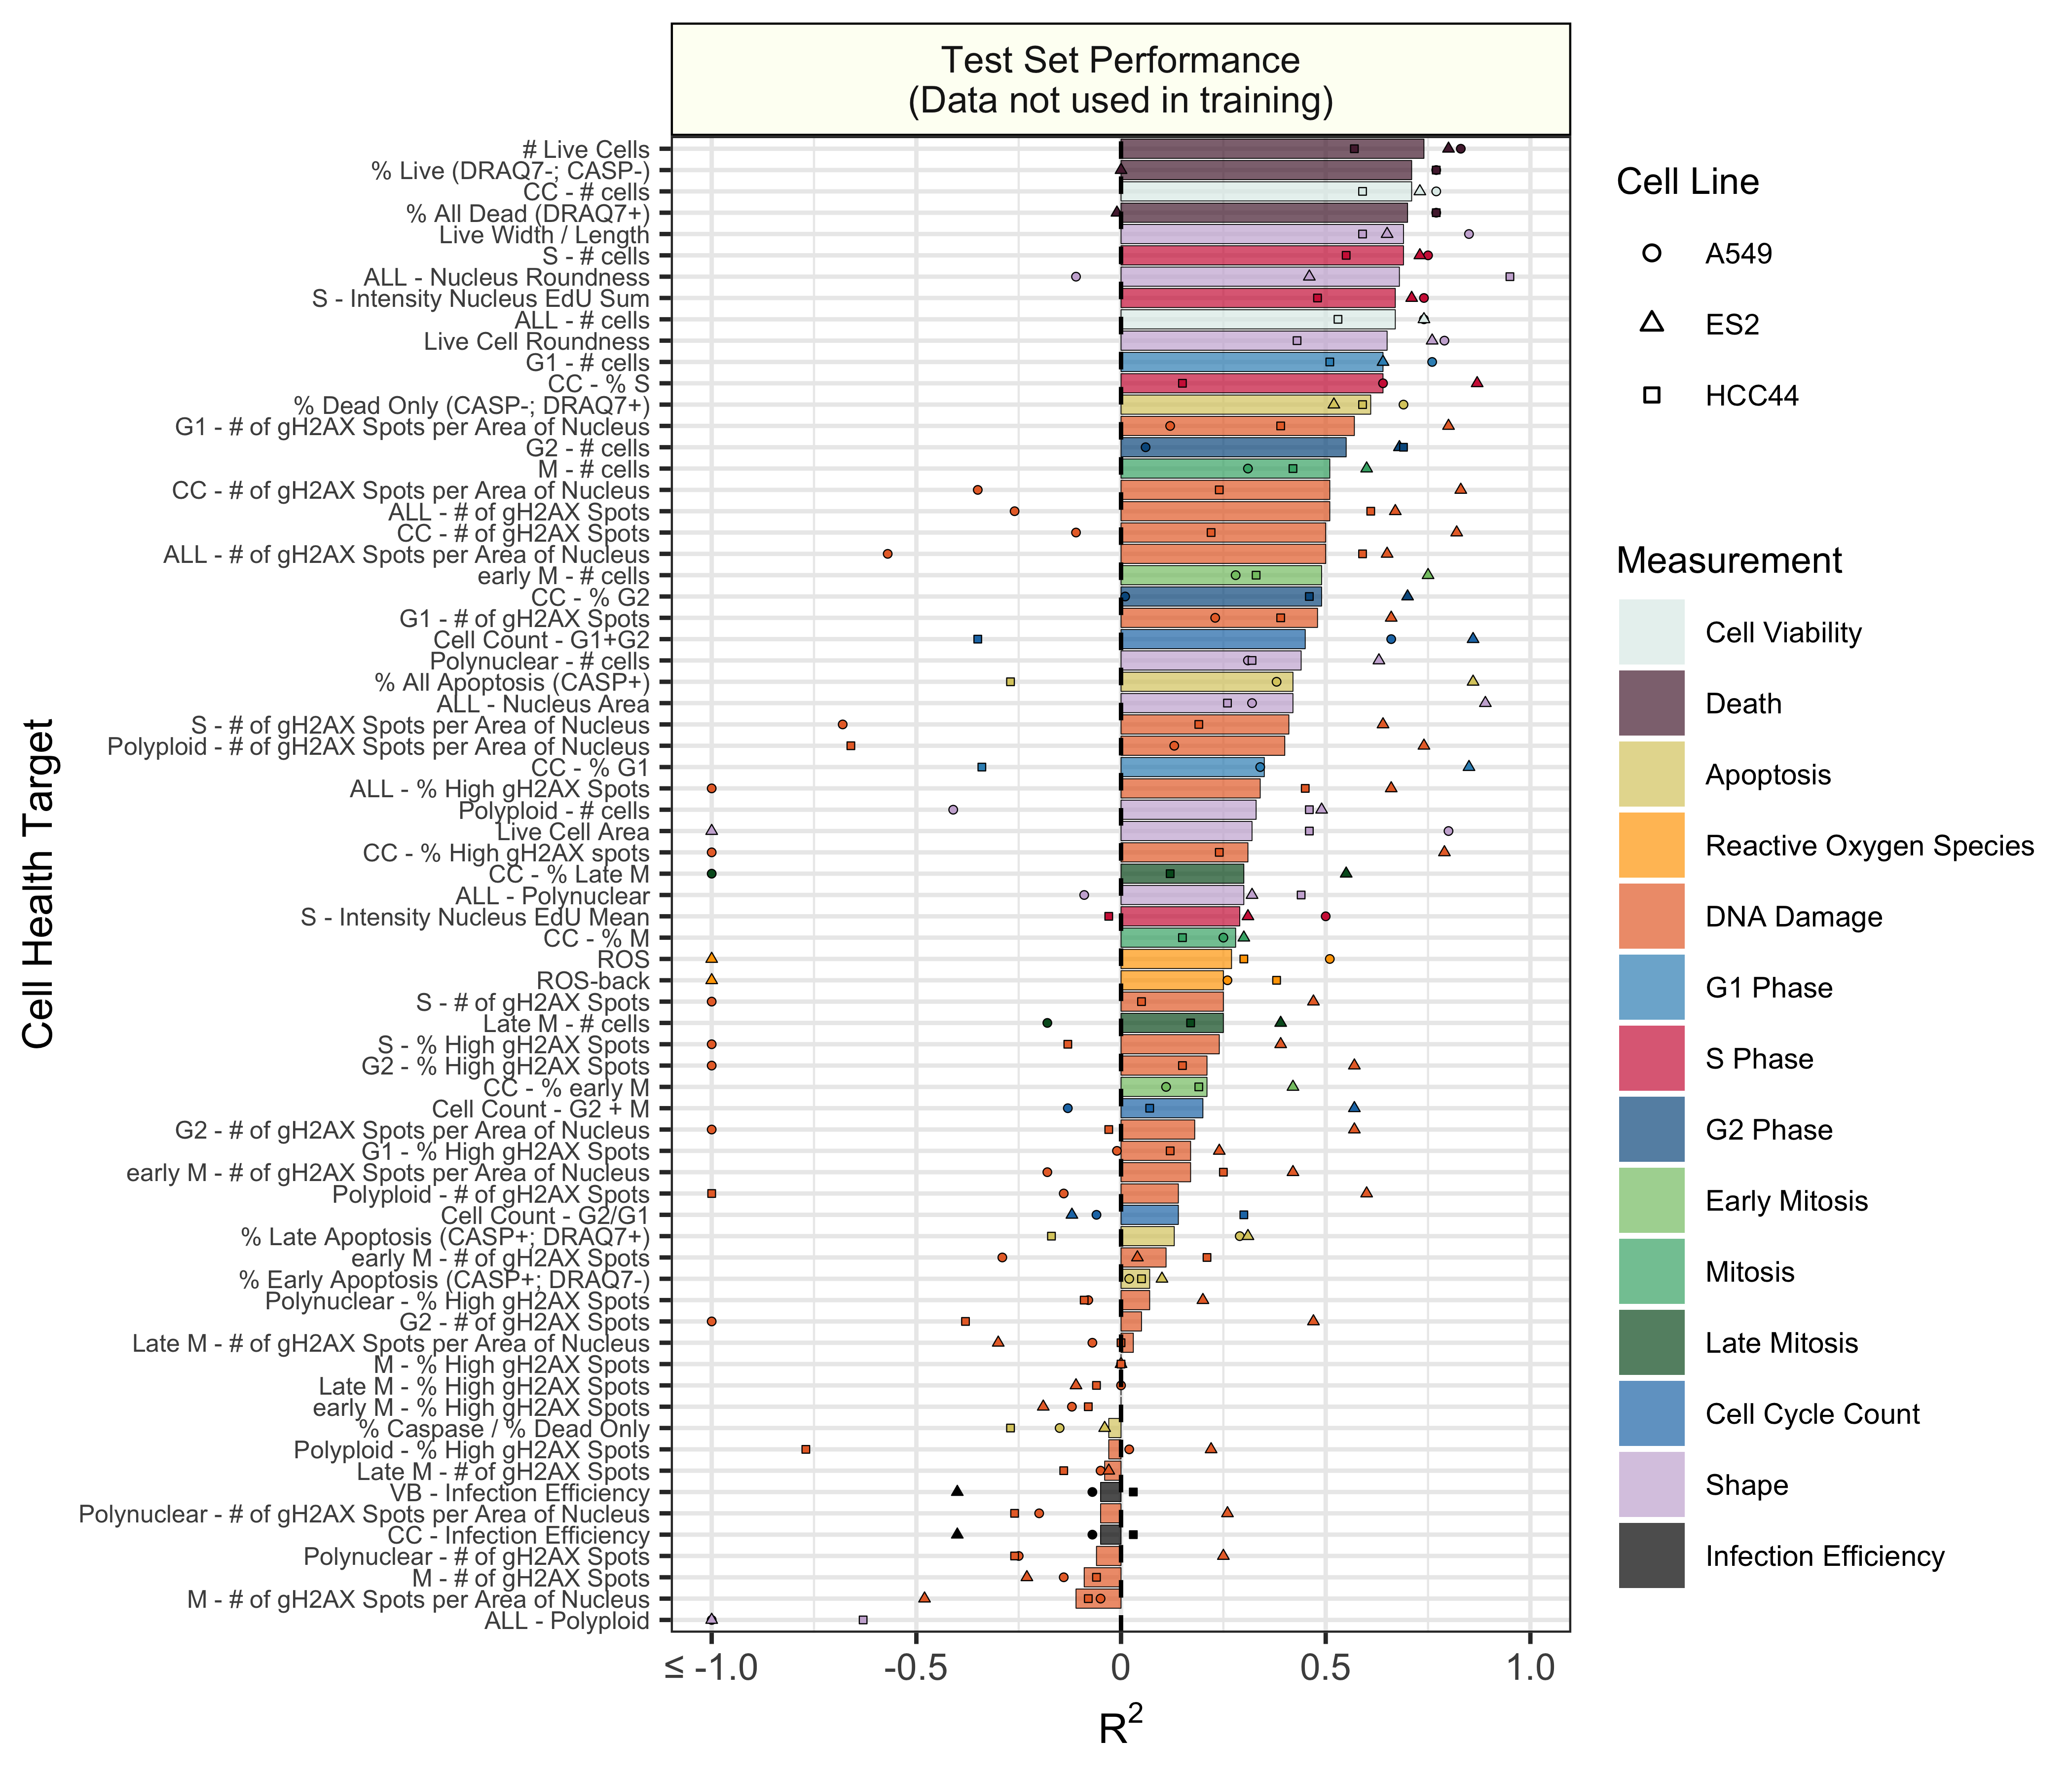 Test Set Performance
(Data not used in training)
Cell Health Target
# Live Cells
% Live (DRAQ7-; CASP-)
CC - # cells
% All Dead (DRAQ7+)
Live Width / Length
S - # cells
ALL - Nucleus Roundness
S - Intensity Nucleus EdU Sum
ALL - # cells
Live Cell Roundness
G1 - # cells
CC - % S
% Dead Only (CASP-; DRAQ7+)
G1 - # of gH2AX Spots per Area of Nucleus
G2 - # cells
M - # cells
CC - # of gH2AX Spots per Area of Nucleus
ALL - # of gH2AX Spots
CC - # of gH2AX Spots
ALL - # of gH2AX Spots per Area of Nucleus
early M - # cells
CC - % G2
G1 - # of gH2AX Spots
Cell Count - G1+G2
Polynuclear - # cells
% All Apoptosis (CASP+)
ALL - Nucleus Area
S - # of gH2AX Spots per Area of Nucleus
Polyploid - # of gH2AX Spots per Area of Nucleus
CC - % G1
ALL - % High gH2AX Spots
Polyploid - # cells
Live Cell Area
CC - % High gH2AX spots
CC - % Late M
ALL - Polynuclear
S - Intensity Nucleus EdU Mean
CC - % M
ROS
ROS-back
S - # of gH2AX Spots
Late M - # cells
S - % High gH2AX Spots
G2 - % High gH2AX Spots
CC - % early M
Cell Count - G2 + M
G2 - # of gH2AX Spots per Area of Nucleus
G1 - % High gH2AX Spots
early M - # of gH2AX Spots per Area of Nucleus
Polyploid - # of gH2AX Spots
Cell Count - G2/G1
% Late Apoptosis (CASP+; DRAQ7+)
early M - # of gH2AX Spots
% Early Apoptosis (CASP+; DRAQ7-)
Polynuclear - % High gH2AX Spots
G2 - # of gH2AX Spots
Late M - # of gH2AX Spots per Area of Nucleus
M - % High gH2AX Spots
Late M - % High gH2AX Spots
early M - % High gH2AX Spots
% Caspase / % Dead Only
Polyploid - % High gH2AX Spots
Late M - # of gH2AX Spots
VB - Infection Efficiency
Polynuclear - # of gH2AX Spots per Area of Nucleus
CC - Infection Efficiency
Polynuclear - # of gH2AX Spots
M - # of gH2AX Spots
M - # of gH2AX Spots per Area of Nucleus
ALL - Polyploid
≤ -1.0 -0.5 0 0.5 1.0
R²
Cell Line
A549
ES2
HCC44
Measurement
Cell Viability
Death
Apoptosis
Reactive Oxygen Species
DNA Damage
G1 Phase
S Phase
G2 Phase
Early Mitosis
Mitosis
Late Mitosis
Cell Cycle Count
Shape
Infection Efficiency